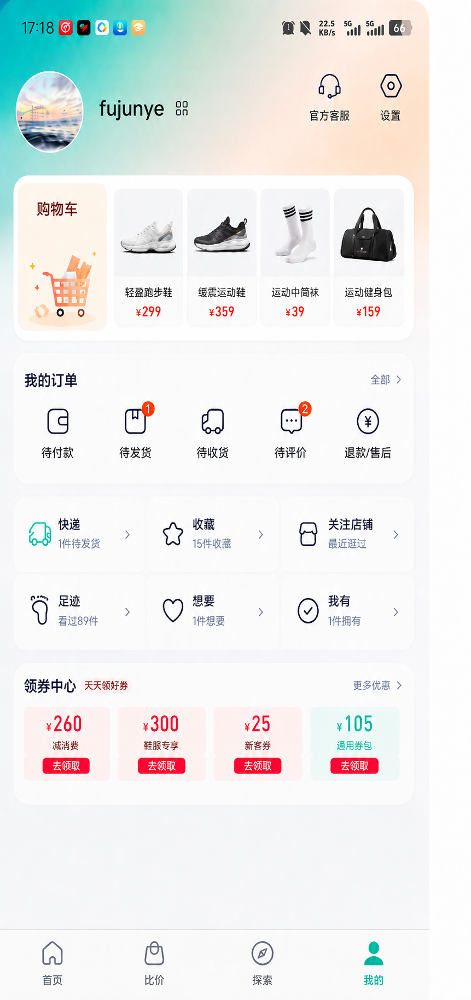 17:18
22.5 KB/s 5G 5G 66
fujunye
官方客服 设置
购物车
轻盈跑步鞋 缓震运动鞋 运动中筒袜 运动健身包
¥299 ¥359 ¥39 ¥159
我的订单 全部
1 2
待付款 待发货 待收货 待评价 退款/售后
快递 收藏 关注店铺
1件待发货 15件收藏 最近逛过
足迹 想要 我有
看过89件 1件想要 1件拥有
领券中心 天天领好券 更多优惠
¥260 ¥300 ¥25 ¥105
减消费 鞋服专享 新客券 通用券包
去领取 去领取 去领取 去领取
首页 比价 探索 我的